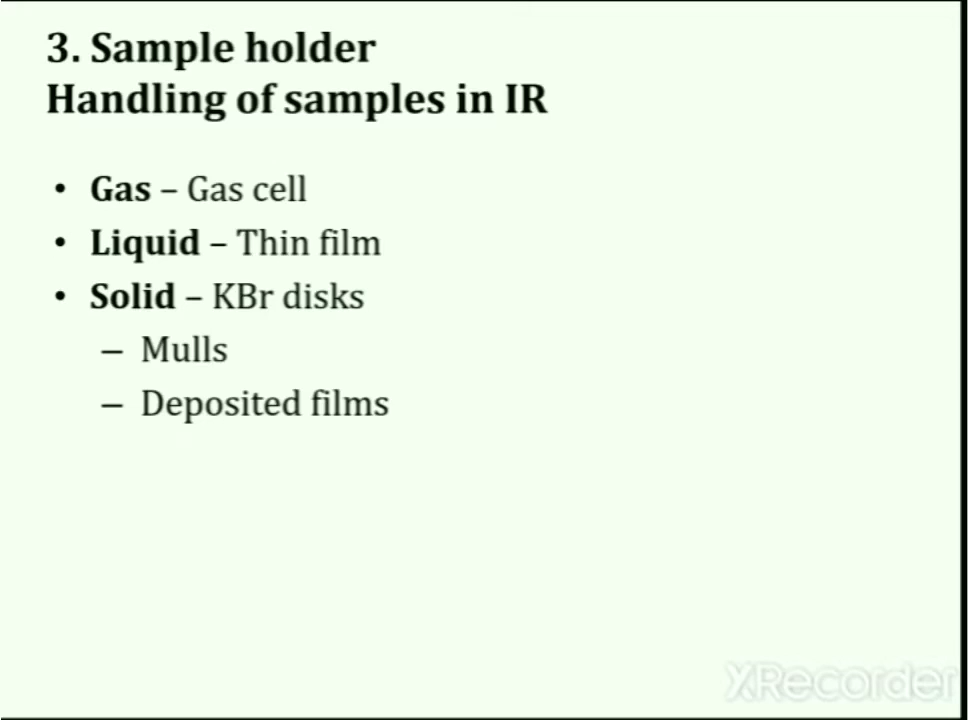 3. Sample holder
Handling of samples in IR
• Gas – Gas cell
• Liquid – Thin film
• Solid – KBr disks
– Mulls
– Deposited films
XRecorder